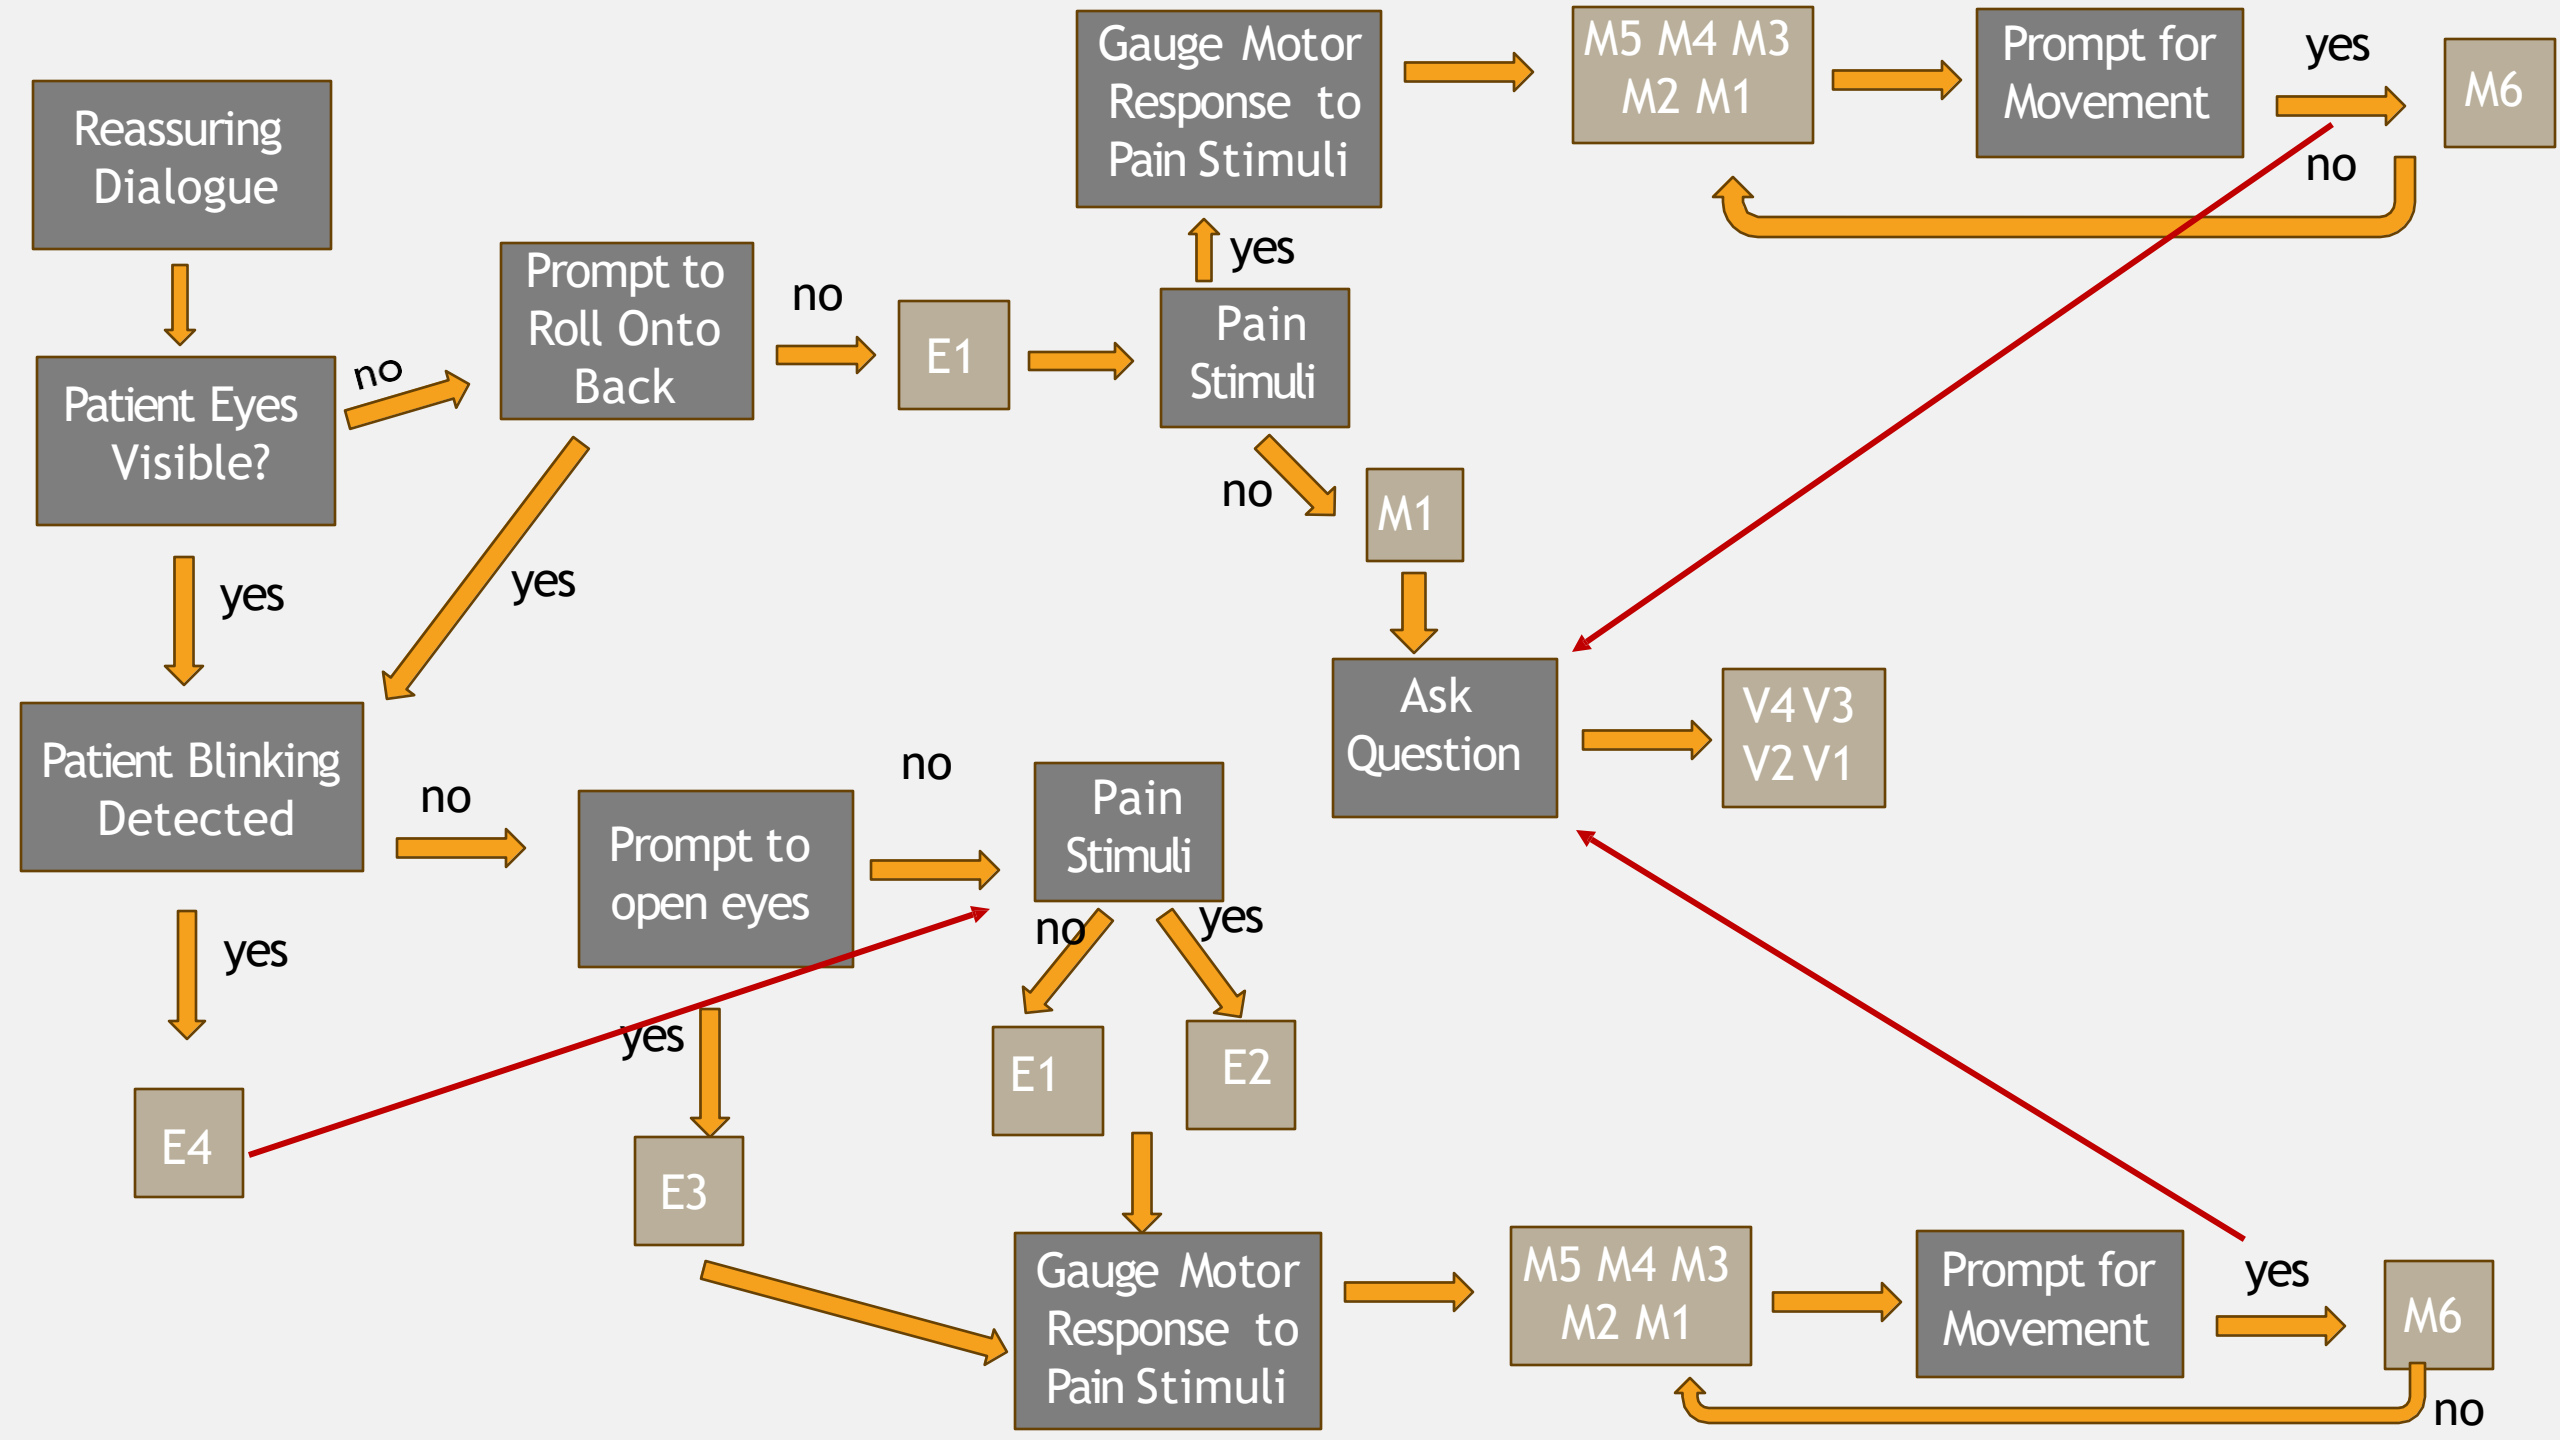 Reassuring
Dialogue
Patient Eyes
Visible?
no
yes
Prompt to
Roll Onto
Back
no
yes
E1
Pain
Stimuli
yes
no
Gauge Motor
Response to
Pain Stimuli
M5 M4 M3
M2 M1
Prompt for
Movement
yes
no
M6
M1
Ask
Question
V4 V3
V2 V1
Patient Blinking
Detected
no
yes
E4
Prompt to
open eyes
no
yes
E3
Pain
Stimuli
no
yes
E1
E2
Gauge Motor
Response to
Pain Stimuli
M5 M4 M3
M2 M1
Prompt for
Movement
yes
M6
no